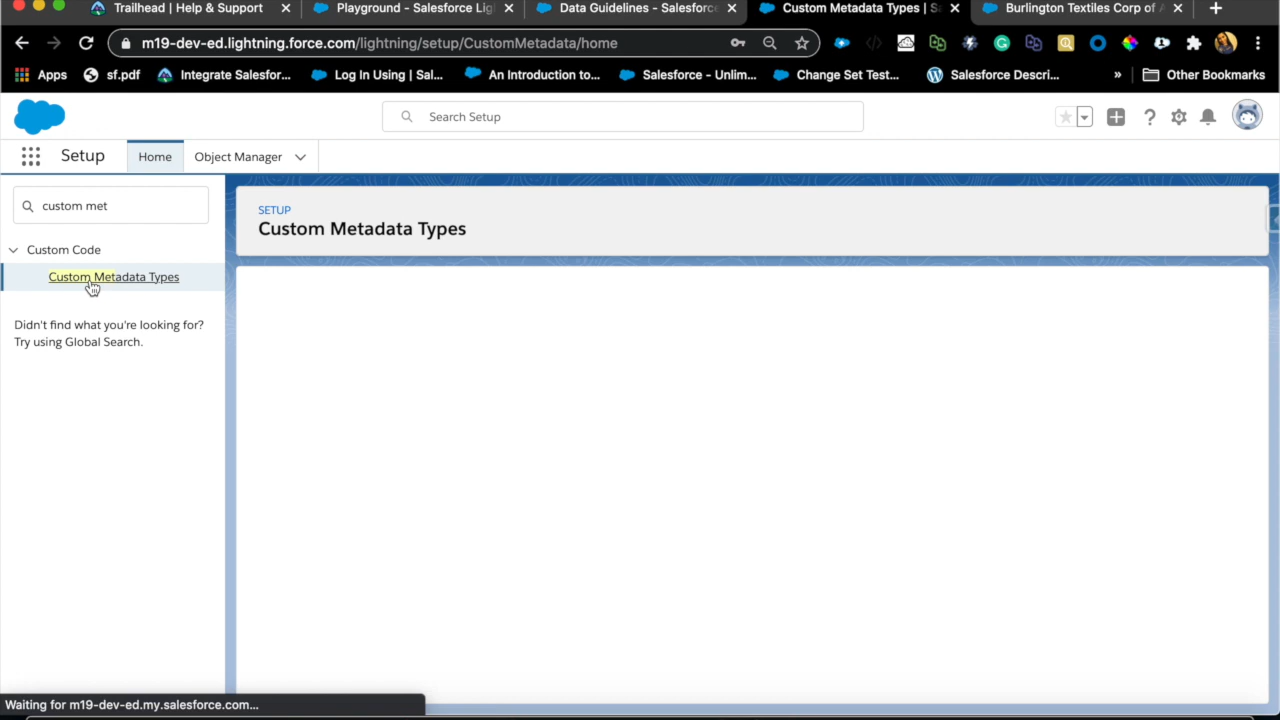 Trailhead | Help & Support
Playground - Salesforce Lig
Data Guidelines - Salesforce
Custom Metadata Types | S
Burlington Textiles Corp of A
m19-dev-ed.lightning.force.com/lightning/setup/CustomMetadata/home
Apps
sf.pdf
Integrate Salesfor...
Log In Using | Sal...
An Introduction to...
Salesforce - Unlim...
Change Set Test...
Salesforce Descri...
»
Other Bookmarks
Search Setup
Setup
Home
Object Manager
custom met
SETUP
Custom Metadata Types
Custom Code
Custom Metadata Types
Didn't find what you're looking for?
Try using Global Search.
Waiting for m19-dev-ed.my.salesforce.com...